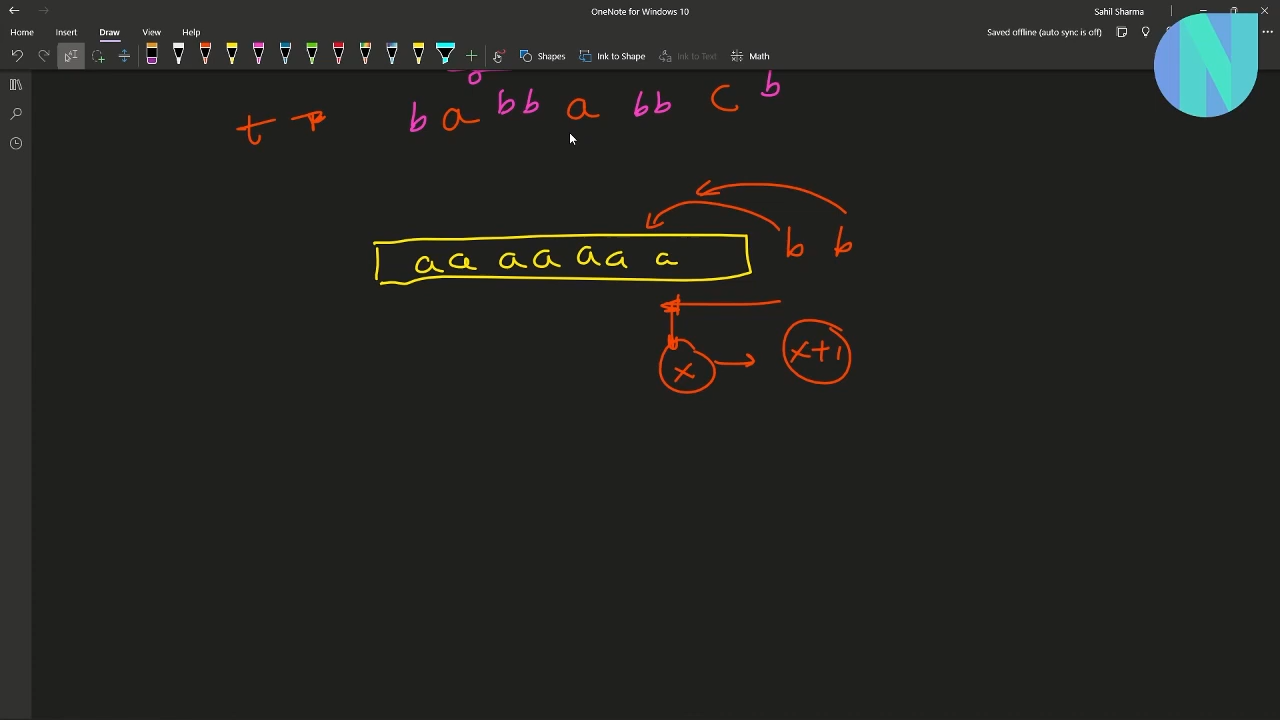 OneNote for Windows 10
Sahil Sharma
Home Insert Draw View Help
Saved offline (auto sync is off)
Shapes Ink to Shape Ink to Text Math
t b a bb a bb c b
aa aa aa a b b
x x+1